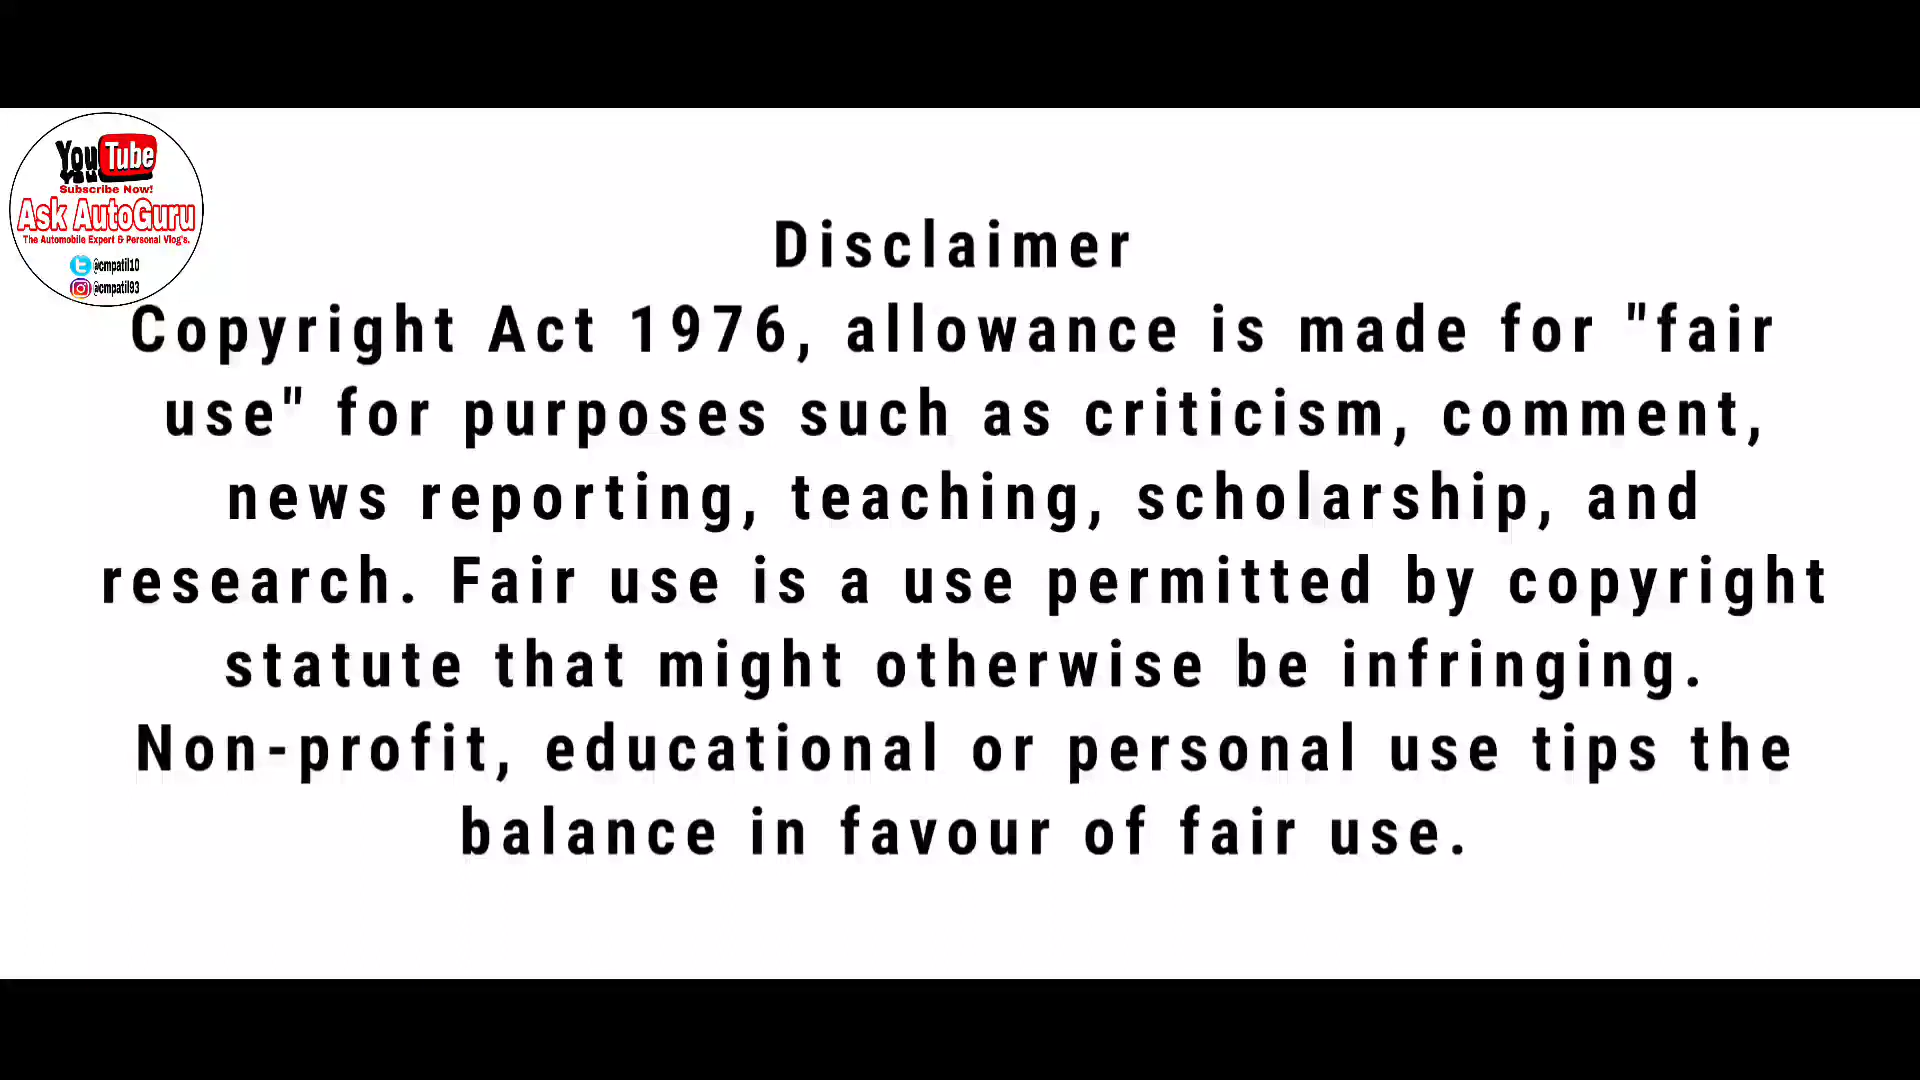 You Tube
You
Subscribe Now!
Ask AutoGuru
The Automobile Expert & Personal Vlog's.
@cmpatil10
@cmpatil93
Disclaimer
Copyright Act 1976, allowance is made for "fair
use" for purposes such as criticism, comment,
news reporting, teaching, scholarship, and
research. Fair use is a use permitted by copyright
statute that might otherwise be infringing.
Non-profit, educational or personal use tips the
balance in favour of fair use.